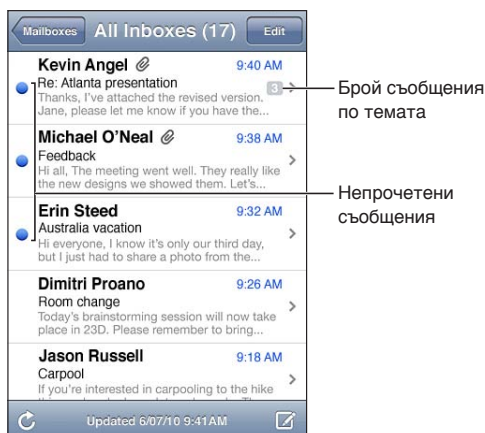 Mailboxes All Inboxes (17) Edit
Kevin Angel 9:40 AM
Re: Atlanta presentation 3
Thanks, I've attached the revised version.
Jane, please let me know if you have the...
Michael O'Neal 9:38 AM
Feedback
Hi all, The meeting went well. They really like
the new designs we showed them. Let's...
Erin Steed 9:32 AM
Australia vacation
Hi everyone, I know it's only our third day,
but I just had to share a photo from the...
Dimitri Proano 9:26 AM
Room change
Today's brainstorming session will now take
place in 23D. Please remember to bring...
Jason Russell 9:18 AM
Carpool
If you're interested in carpooling to the hike
Updated 6/07/10 9:41AM
Брой съобщения
по темата
Непрочетени
съобщения